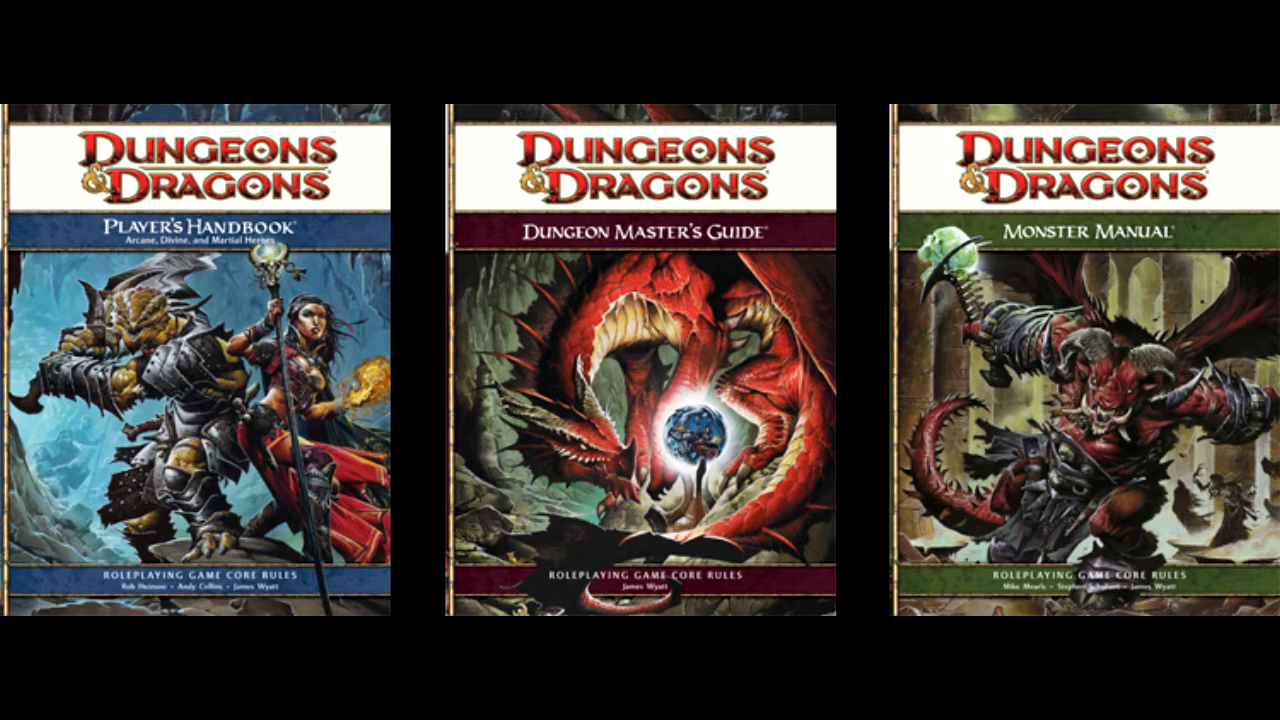 DUNGEONS
& DRAGONS®
PLAYER'S HANDBOOK®
Arcane, Divine, and Martial Heroes
ROLEPLAYING GAME CORE RULES
Rob Heinsoo • Andy Collins • James Wyatt
DUNGEONS
& DRAGONS®
DUNGEON MASTER'S GUIDE®
ROLEPLAYING GAME CORE RULES
James Wyatt
DUNGEONS
& DRAGONS®
MONSTER MANUAL®
ROLEPLAYING GAME CORE RULES
Mike Mearls • Stephen Schubert • James Wyatt